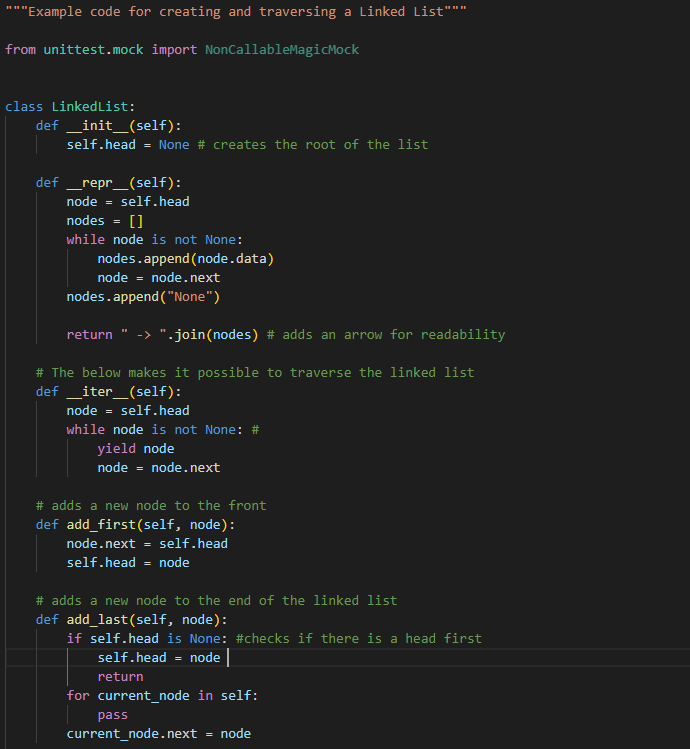 """Example code for creating and traversing a Linked List"""
from unittest.mock import NonCallableMagicMock
class LinkedList:
    def __init__(self):
        self.head = None # creates the root of the list
    def __repr__(self):
        node = self.head
        nodes = []
        while node is not None:
            nodes.append(node.data)
            node = node.next
        nodes.append("None")
        return " -> ".join(nodes) # adds an arrow for readability
    # The below makes it possible to traverse the linked list
    def __iter__(self):
        node = self.head
        while node is not None: #
            yield node
            node = node.next
    # adds a new node to the front
    def add_first(self, node):
        node.next = self.head
        self.head = node
    # adds a new node to the end of the linked list
    def add_last(self, node):
        if self.head is None: #checks if there is a head first
            self.head = node
            return
        for current_node in self:
            pass
        current_node.next = node